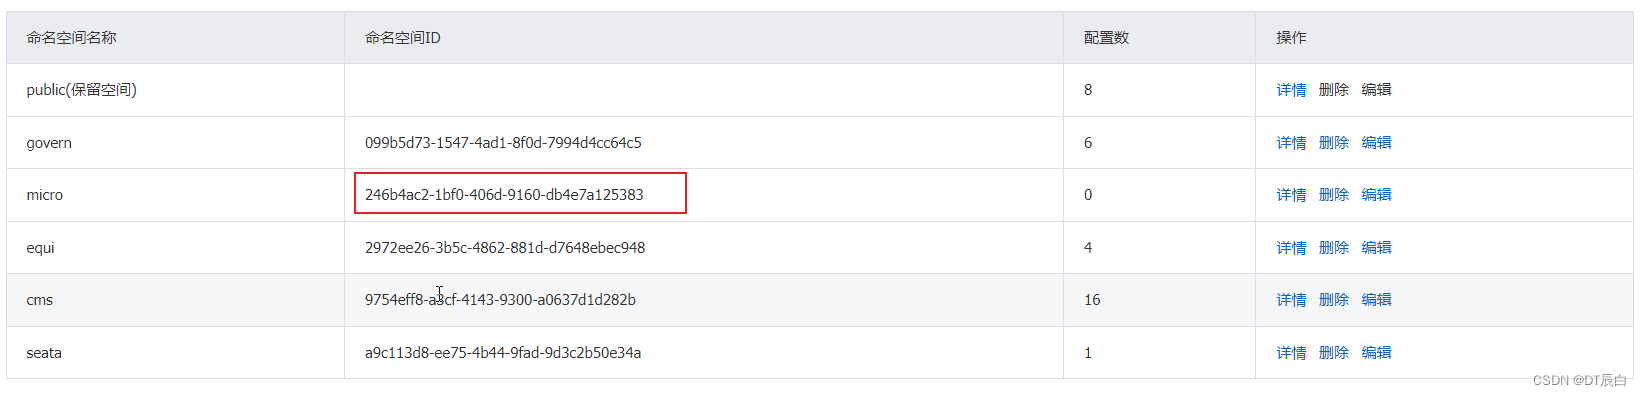 命名空间名称 命名空间ID 配置数 操作
public(保留空间) 8 详情 删除 编辑
govern 099b5d73-1547-4ad1-8f0d-7994d4cc64c5 6 详情 删除 编辑
micro 246b4ac2-1bf0-406d-9160-db4e7a125383 0 详情 删除 编辑
equi 2972ee26-3b5c-4862-881d-d7648ebec948 4 详情 删除 编辑
cms 9754eff8-a3cf-4143-9300-a0637d1d282b 16 详情 删除 编辑
seata a9c113d8-ee75-4b44-9fad-9d3c2b50e34a 1 详情 删除 编辑
CSDN @DT辰白